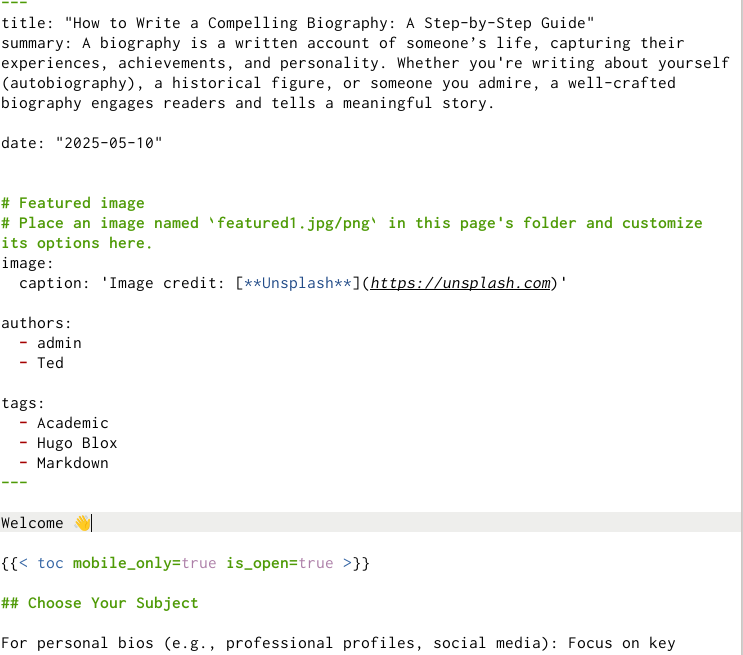 ---
title: "How to Write a Compelling Biography: A Step-by-Step Guide"
summary: A biography is a written account of someone’s life, capturing their
experiences, achievements, and personality. Whether you're writing about yourself
(autobiography), a historical figure, or someone you admire, a well-crafted
biography engages readers and tells a meaningful story.
date: "2025-05-10"
# Featured image
# Place an image named `featured1.jpg/png` in this page's folder and customize
its options here.
image:
  caption: 'Image credit: [**Unsplash**](https://unsplash.com)'
authors:
  - admin
  - Ted
tags:
  - Academic
  - Hugo Blox
  - Markdown
---
Welcome 👋
{{< toc mobile_only=true is_open=true >}}
## Choose Your Subject
For personal bios (e.g., professional profiles, social media): Focus on key